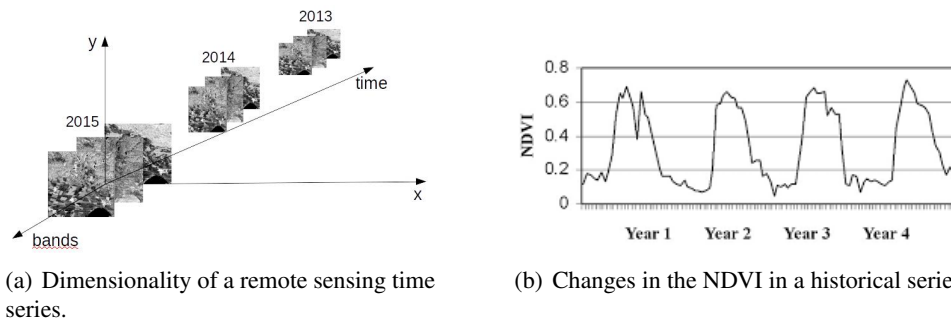 2013
y
2014
time
2015
x
bands
(a) Dimensionality of a remote sensing time
series.
0.8
0.6
0.4
0.2
0
NDVI
Year 1 Year 2 Year 3 Year 4
(b) Changes in the NDVI in a historical serie